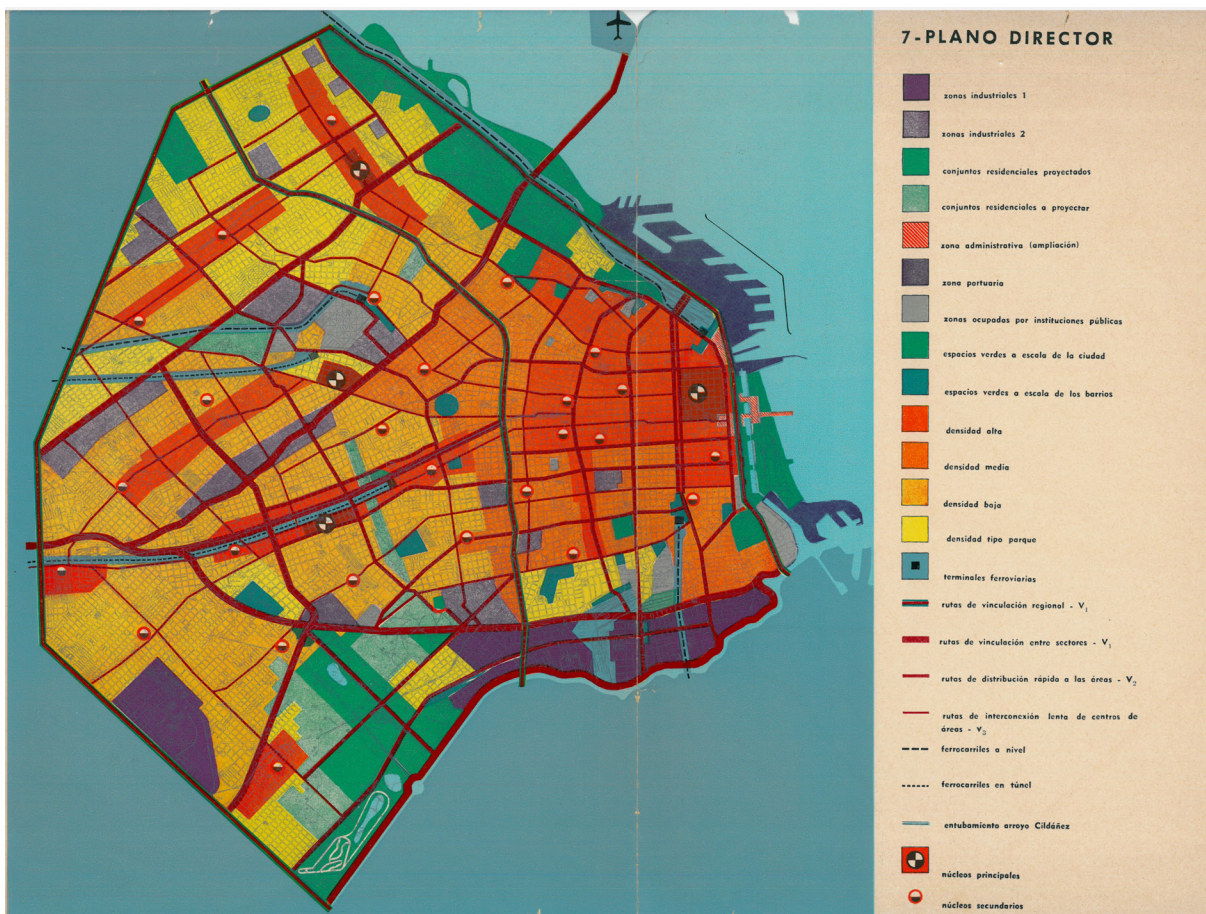 7-PLANO DIRECTOR
zonas industriales 1
zonas industriales 2
conjuntos residenciales proyectados
conjuntos residenciales a proyectar
zona administrativa (ampliación)
zona portuaria
zonas ocupadas por instituciones públicas
espacios verdes a escala de la ciudad
espacios verdes a escala de los barrios
densidad alta
densidad media
densidad baja
densidad tipo parque
terminales ferroviarias
rutas de vinculación regional - V₁
rutas de vinculación entre sectores - V₁
rutas de distribución rápida a las áreas - V₂
rutas de interconexión lenta de centros de
áreas - V₃
ferrocarriles a nivel
ferrocarriles en túnel
entubamiento arroyo Cildáñez
núcleos principales
núcleos secundarios